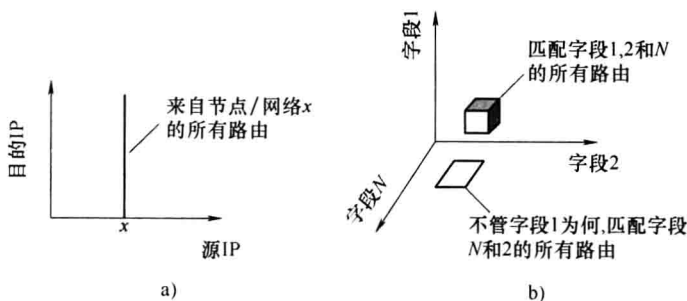 目的IP
来自节点/网络x
的所有路由
x
源IP
a)
字段1
匹配字段1,2和N
的所有路由
字段2
字段N
不管字段1为何,匹配字段
N和2的所有路由
b)